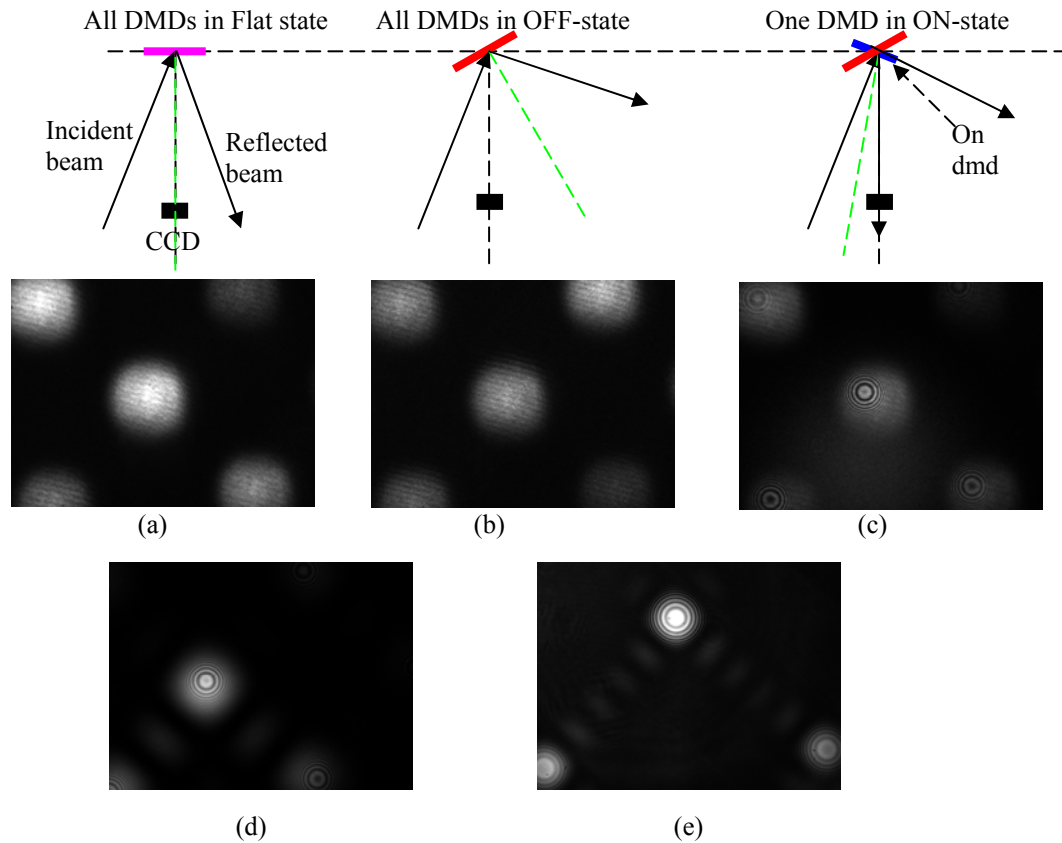 All DMDs in Flat state
All DMDs in OFF-state
One DMD in ON-state
Incident
beam
Reflected
beam
CCD
On
dmd
(a)
(b)
(c)
(d)
(e)